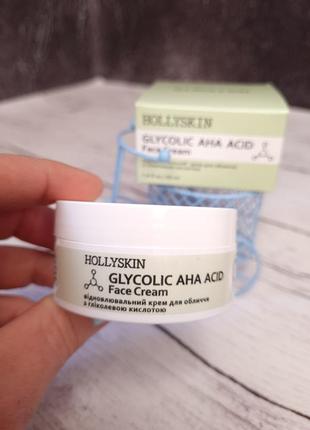 HOLLYSKIN
GLYCOLIC AHA ACID
Face Cream
HOLLYSKIN
GLYCOLIC AHA ACID
Face Cream
відновлювальний крем для обличчя
з гліколевою кислотою